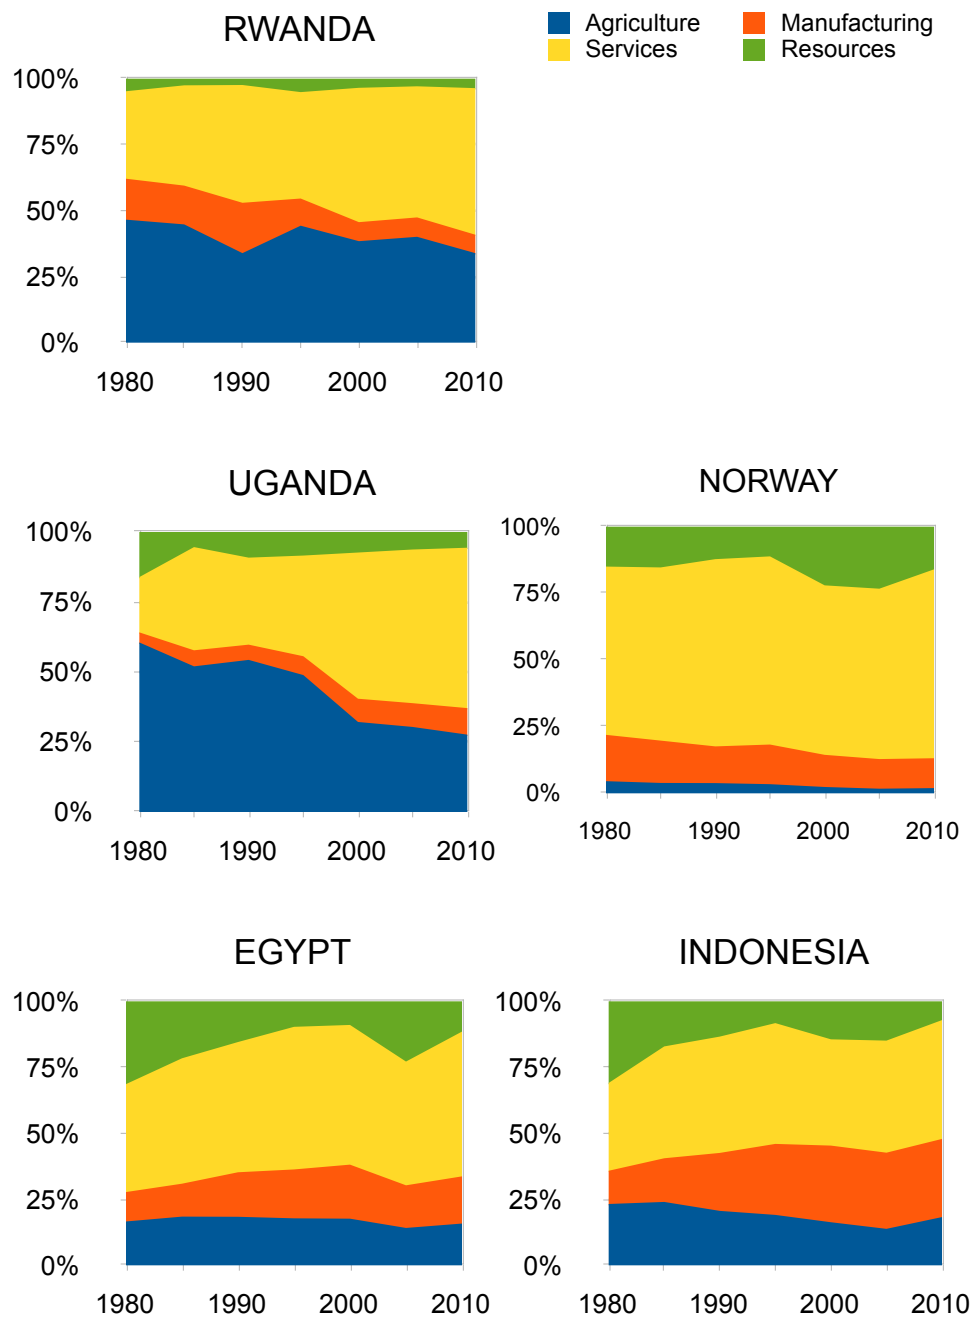 RWANDA
Agriculture Manufacturing
Services Resources
100%
75%
50%
25%
0%
1980 1990 2000 2010
UGANDA
100%
75%
50%
25%
0%
1980 1990 2000 2010
NORWAY
100%
75%
50%
25%
0%
1980 1990 2000 2010
EGYPT
100%
75%
50%
25%
0%
1980 1990 2000 2010
INDONESIA
100%
75%
50%
25%
0%
1980 1990 2000 2010